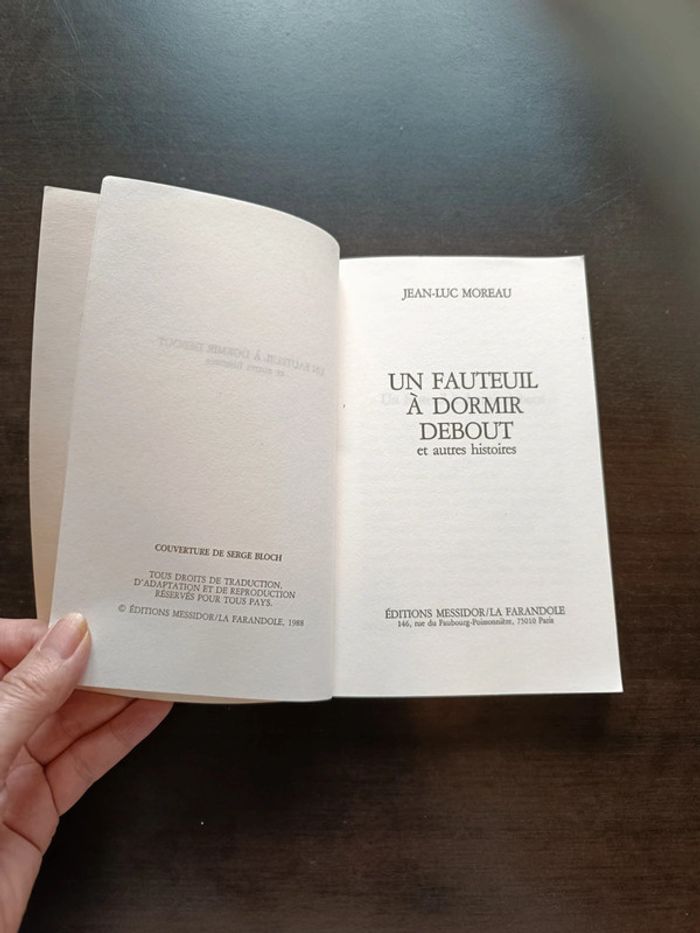 COUVERTURE DE SERGE BLOCH
TOUS DROITS DE TRADUCTION,
D'ADAPTATION ET DE REPRODUCTION
RÉSERVÉS POUR TOUS PAYS.
© ÉDITIONS MESSIDOR/LA FARANDOLE, 1988
JEAN-LUC MOREAU
UN FAUTEUIL
À DORMIR
DEBOUT
et autres histoires
ÉDITIONS MESSIDOR/LA FARANDOLE
146, rue du Faubourg-Poissonnière, 75010 Paris